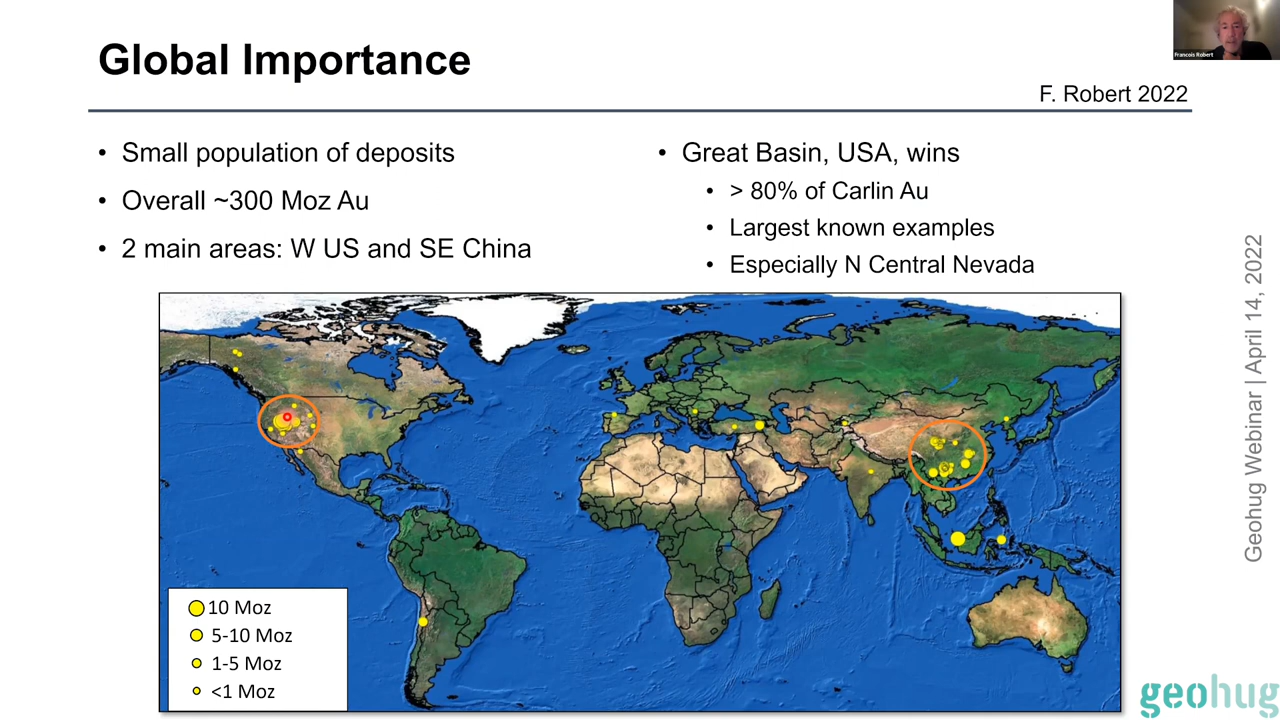 Global Importance
Francois Robert
F. Robert 2022
• Small population of deposits
• Overall ~300 Moz Au
• 2 main areas: W US and SE China
• Great Basin, USA, wins
• > 80% of Carlin Au
• Largest known examples
• Especially N Central Nevada
10 Moz
5-10 Moz
1-5 Moz
<1 Moz
Geohug Webinar | April 14, 2022
geohug